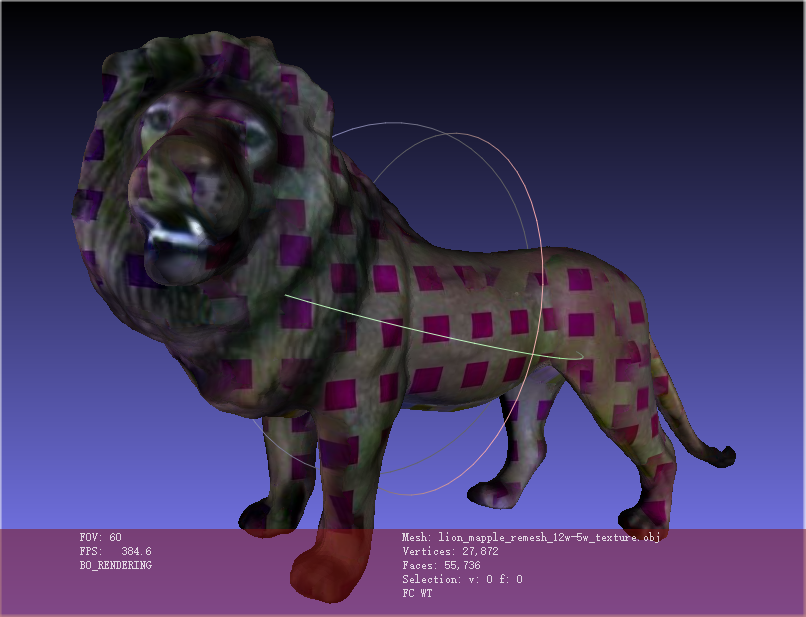 FOV: 60
FPS: 384.6
BO_RENDERING
Mesh: lion_mapple_remesh_12w-5w_texture.obj
Vertices: 27,872
Faces: 55,736
Selection: v: 0 f: 0
FC WT